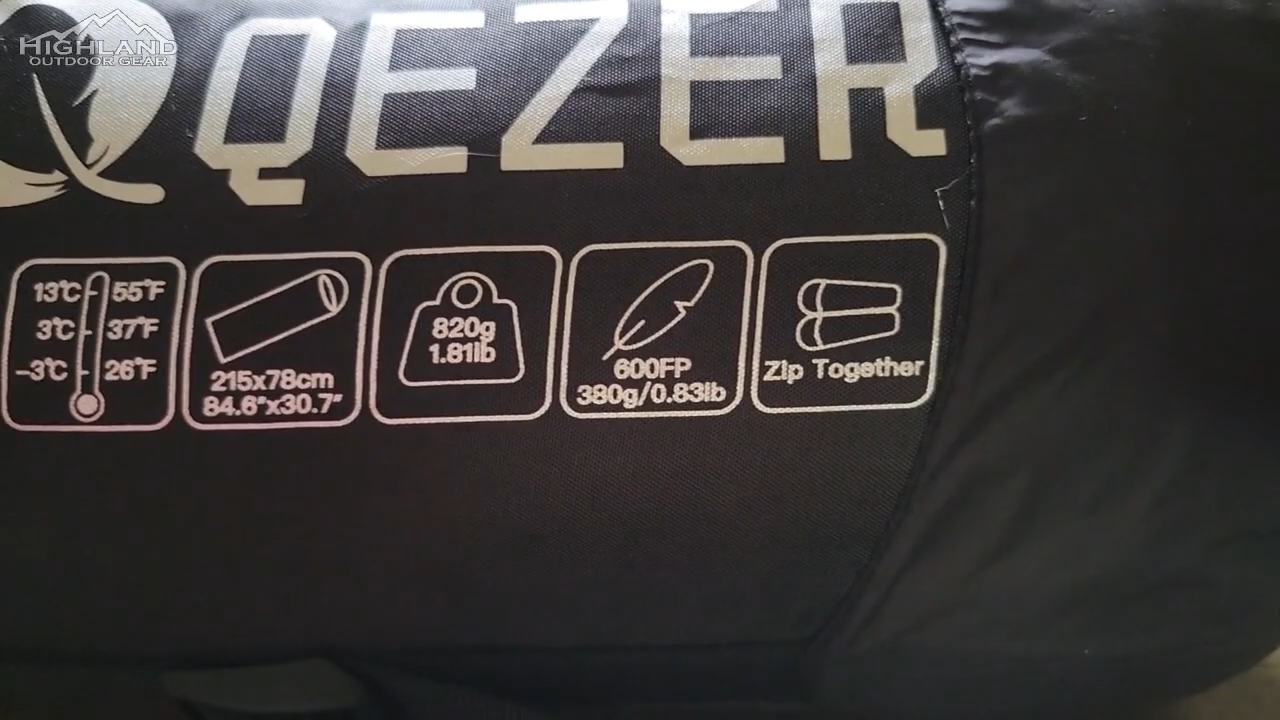 HIGHLAND
OUTDOOR GEAR
QEZER
13℃ 55℉
3℃ 37℉
-3℃ 26℉
215x78cm
84.6"x30.7"
820g
1.81lb
600FP
380g/0.83lb
Zip Together